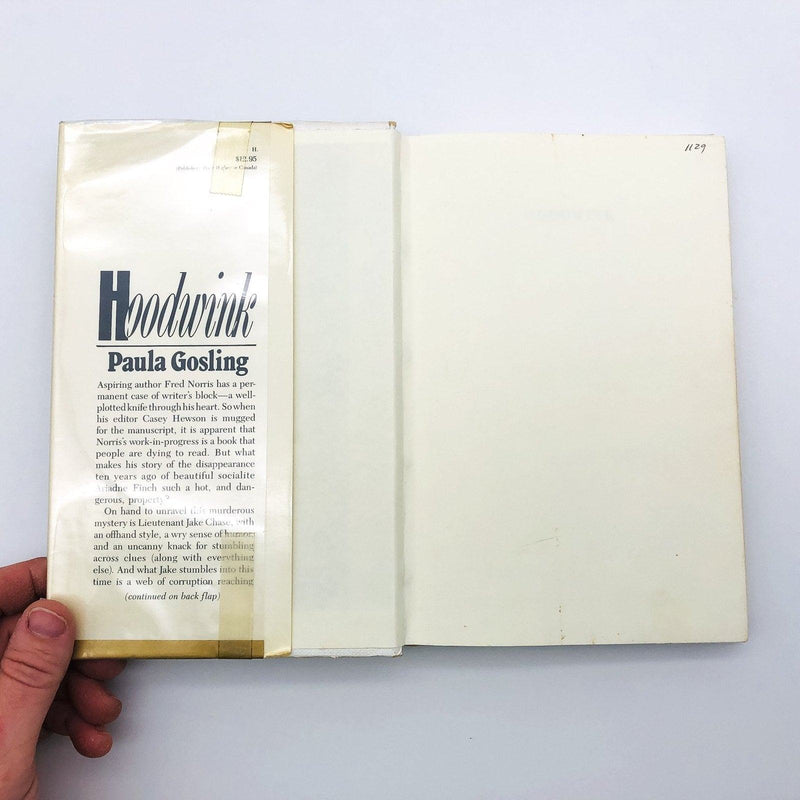 H.
$12.95
Hoodwink
Paula Gosling
Aspiring author Fred Norris has a per-
manent case of writer's block—a well-
plotted knife through his heart. So when
his editor Casey Hewson is mugged
for the manuscript, it is apparent that
Norris's work-in-progress is a book that
people are dying to read. But what
makes his story of the disappearance
ten years ago of beautiful socialite
Ariadne Finch such a hot, and dan-
gerous, property?
On hand to unravel this murderous
mystery is Lieutenant Jake Chase, with
an offhand style, a wry sense of humor,
and an uncanny knack for stumbling
across clues (along with everything
else). And what Jake stumbles into this
time is a web of corruption reaching
(continued on back flap)
1129